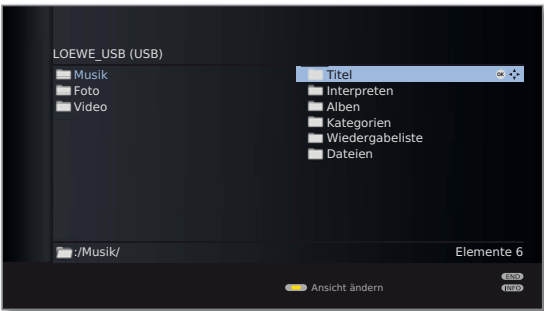 LOEWE_USB (USB)
Musik
Foto
Video
Titel OK
Interpreten
Alben
Kategorien
Wiedergabeliste
Dateien
:/Musik/ Elemente 6
Ansicht ändern
END
INFO